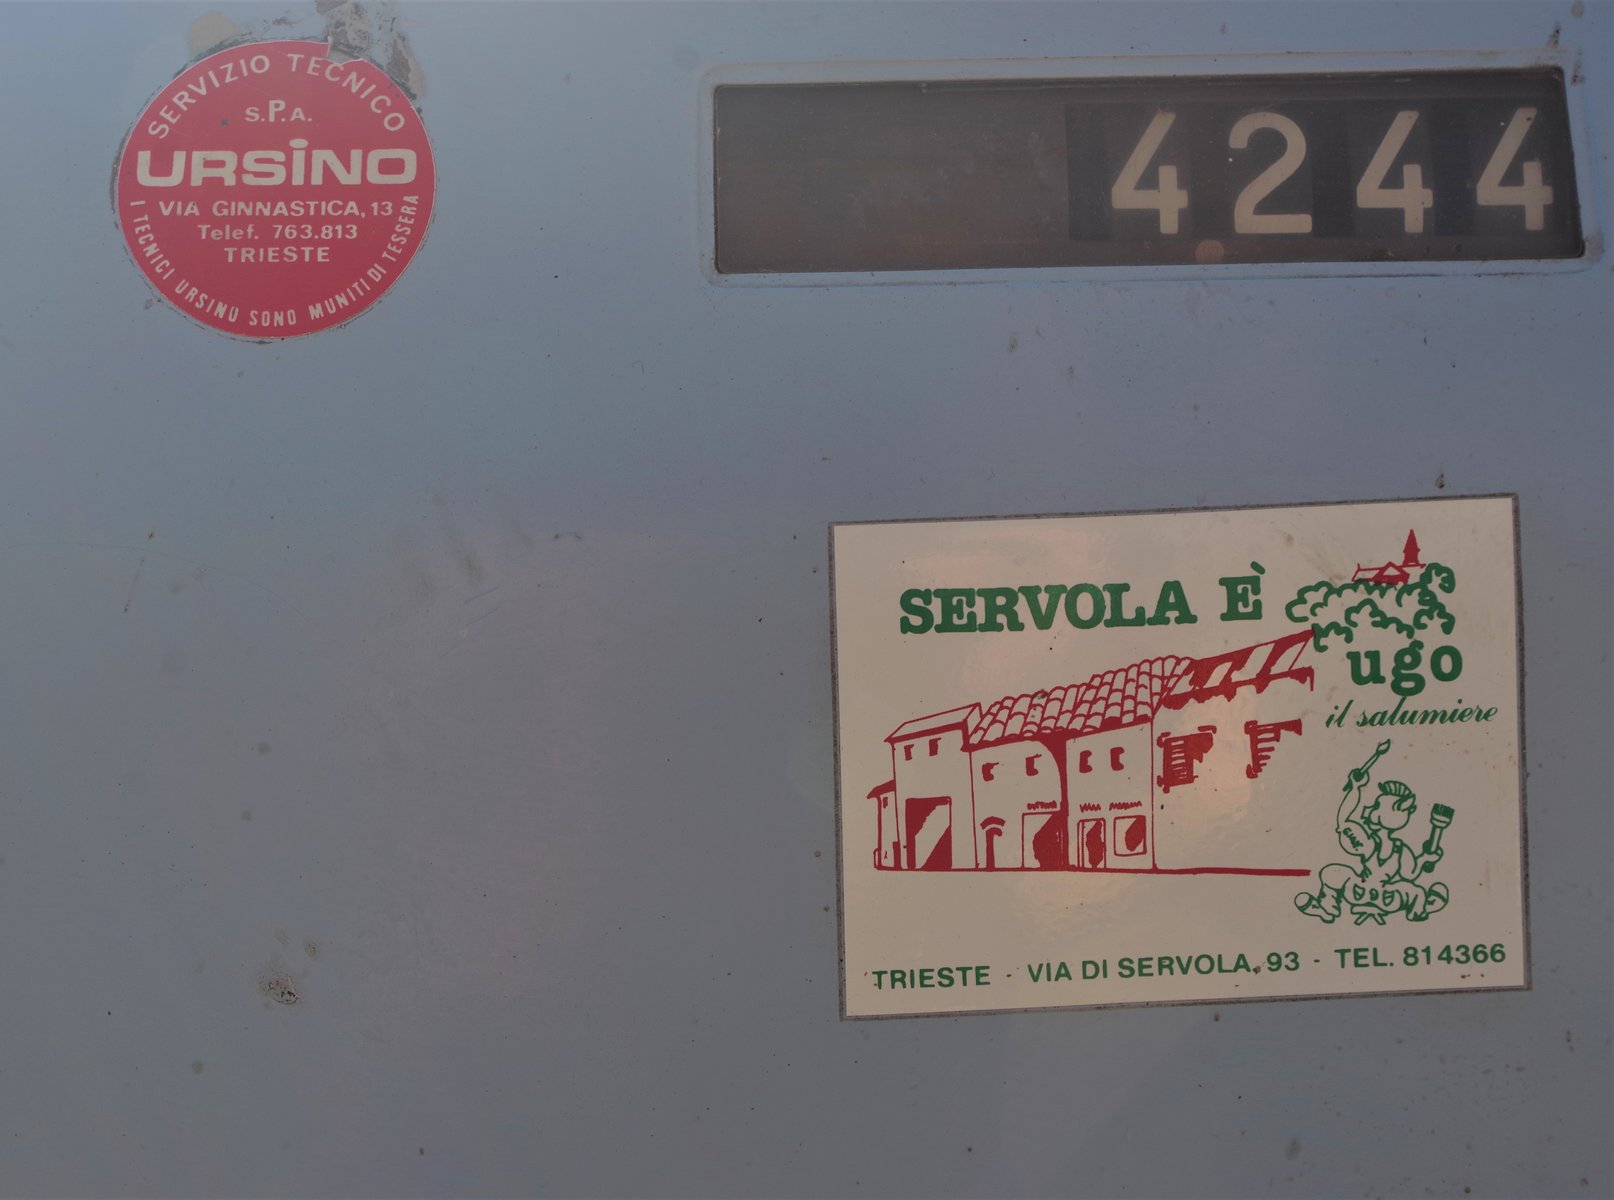 SERVIZIO TECNICO
S.P.A.
URSINO
VIA GINNASTICA, 13
Telef. 763.813
TRIESTE
I TECNICI URSINO SONO MUNITI DI TESSERA
4244
SERVOLA È
ugo
il salumiere
TRIESTE - VIA DI SERVOLA, 93 - TEL. 814366